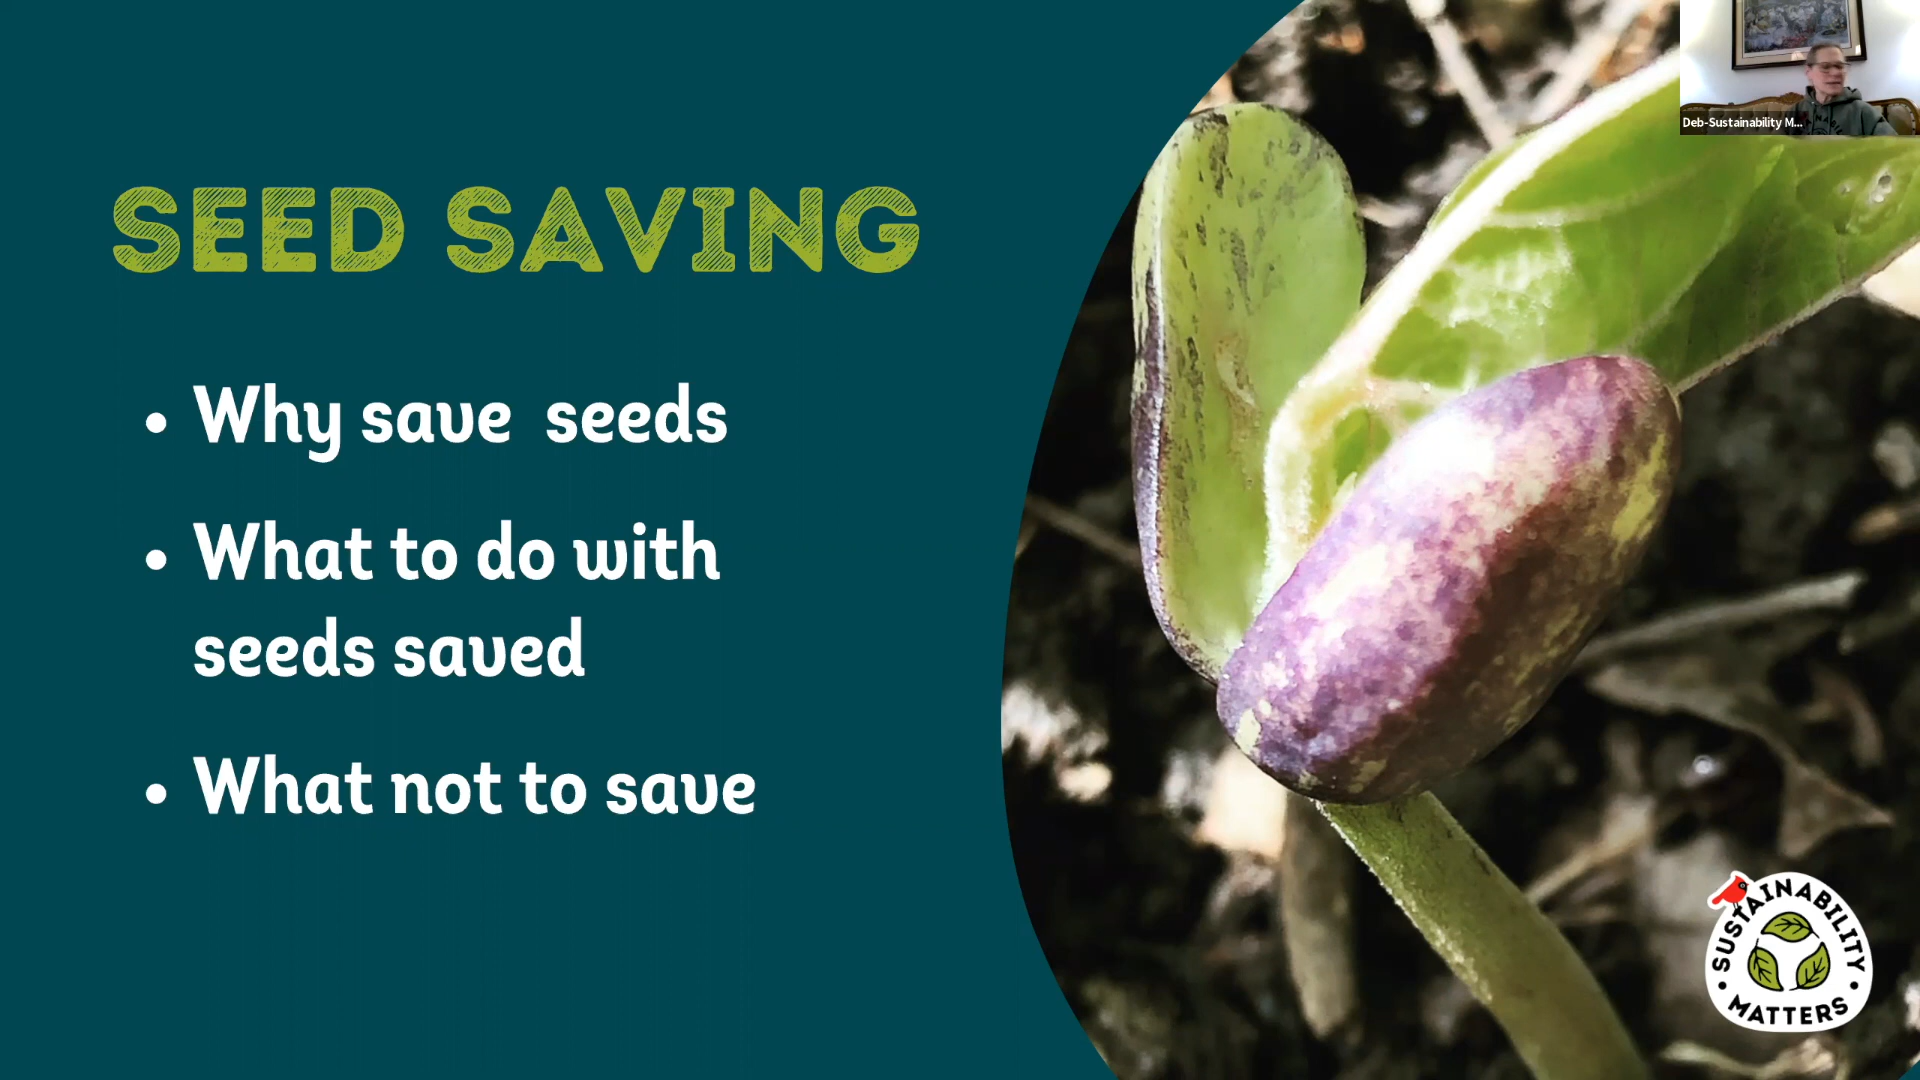 SEED SAVING
• Why save  seeds
• What to do with
seeds saved
• What not to save
Deb-Sustainability M...
SUSTAINABILITY
• MATTERS •